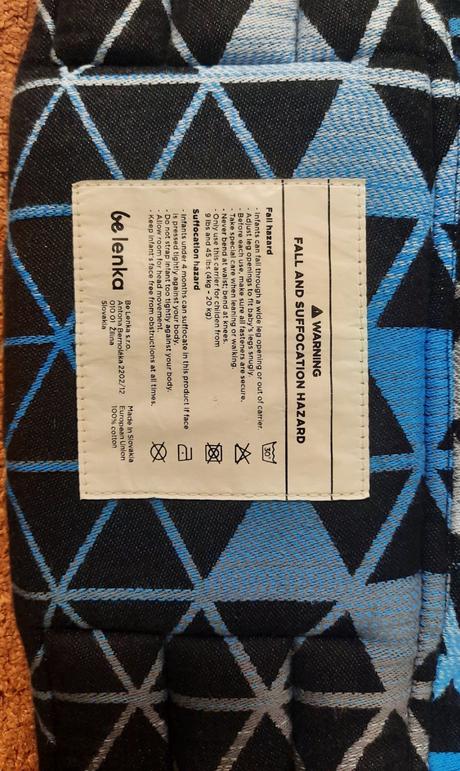 WARNING
FALL AND SUFFOCATION HAZARD
Fall hazard
- Infants can fall through a wide leg opening or out of carrier.
- Adjust leg openings to fit baby's legs snugly.
- Before each use, make sure all fasteners are secure.
- Take special care when leaning or walking.
- Never bend at waist; bend at knees.
- Only use this carrier for children from
9 lbs and 45 lbs (4kg - 20 kg).
Suffocation hazard
- Infants under 4 months can suffocate in this product if face
is pressed tightly against your body.
- Do not strap infant too tightly against your body.
- Allow room for head movement.
- Keep infant's face free from obstructions at all times.
30°
be lenka
Be Lenka s.r.o.
Antona Bernoláka 2202/12
010 01 Žilina
Slovakia
Made in Slovakia
European Union
100% cotton